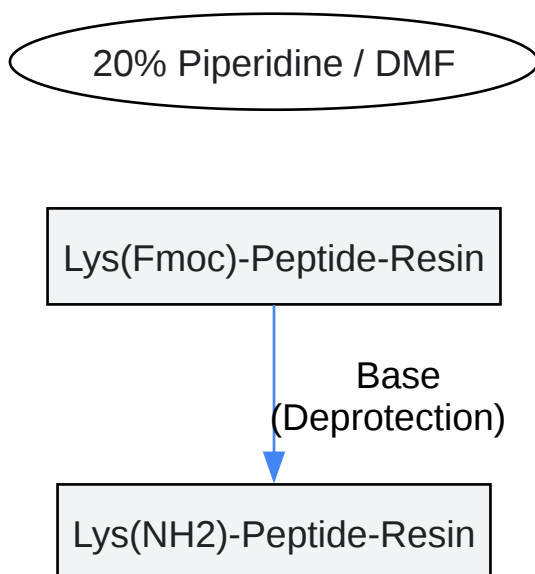 20% Piperidine / DMF
Lys(Fmoc)-Peptide-Resin
Base
(Deprotection)
Lys(NH2)-Peptide-Resin